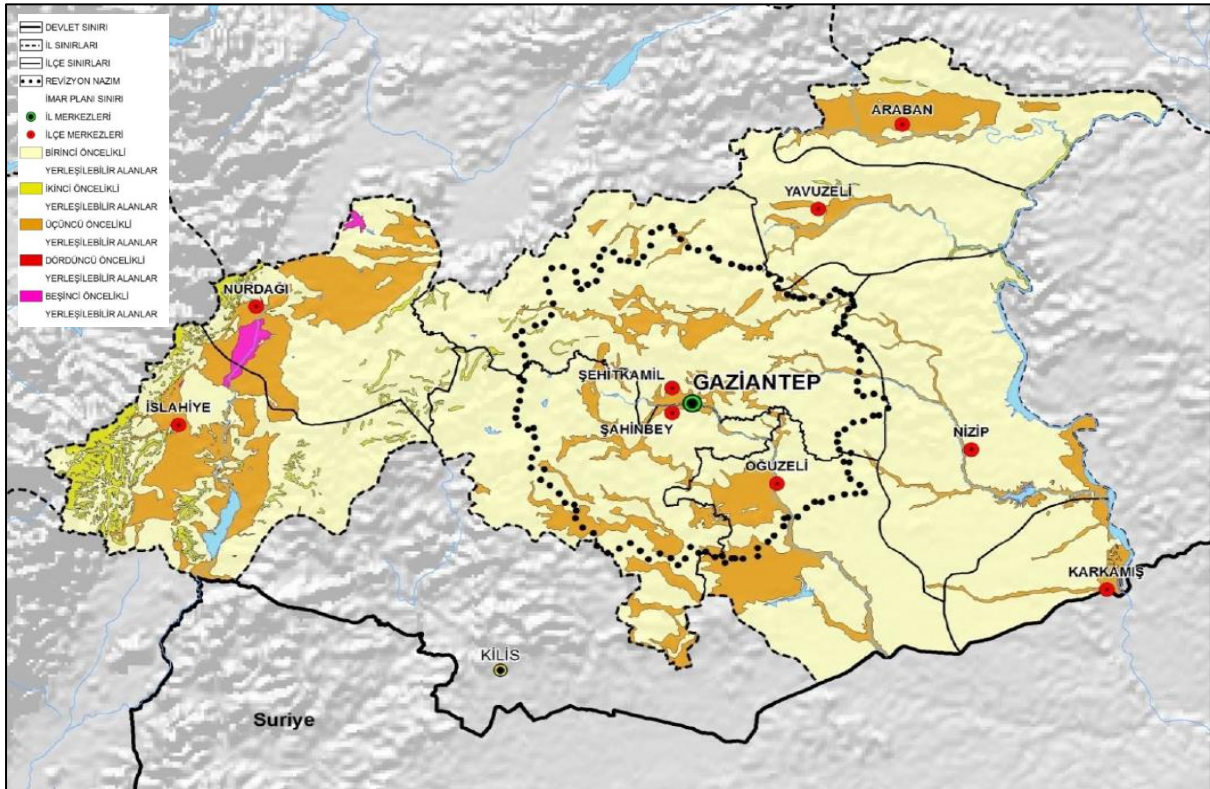 DEVLET SINIRI
İL SINIRLARI
İLÇE SINIRLARI
REVİZYON NAZIM
İMAR PLANI SINIRI
İL MERKEZLERİ
İLÇE MERKEZLERİ
BİRİNCİ ÖNCELİKLİ
YERLEŞİLEBİLİR ALANLAR
İKİNCİ ÖNCELİKLİ
YERLEŞİLEBİLİR ALANLAR
ÜÇÜNCÜ ÖNCELİKLİ
YERLEŞİLEBİLİR ALANLAR
DÖRDÜNCÜ ÖNCELİKLİ
YERLEŞİLEBİLİR ALANLAR
BEŞİNCİ ÖNCELİKLİ
YERLEŞİLEBİLİR ALANLAR
ARABAN
YAVUZELİ
NURDAĞI
ŞEHİTKAMİL
GAZİANTEP
İSLAHİYE
ŞAHİNBEY
NİZİP
OĞUZELİ
KARKAMIŞ
KİLİS
Suriye